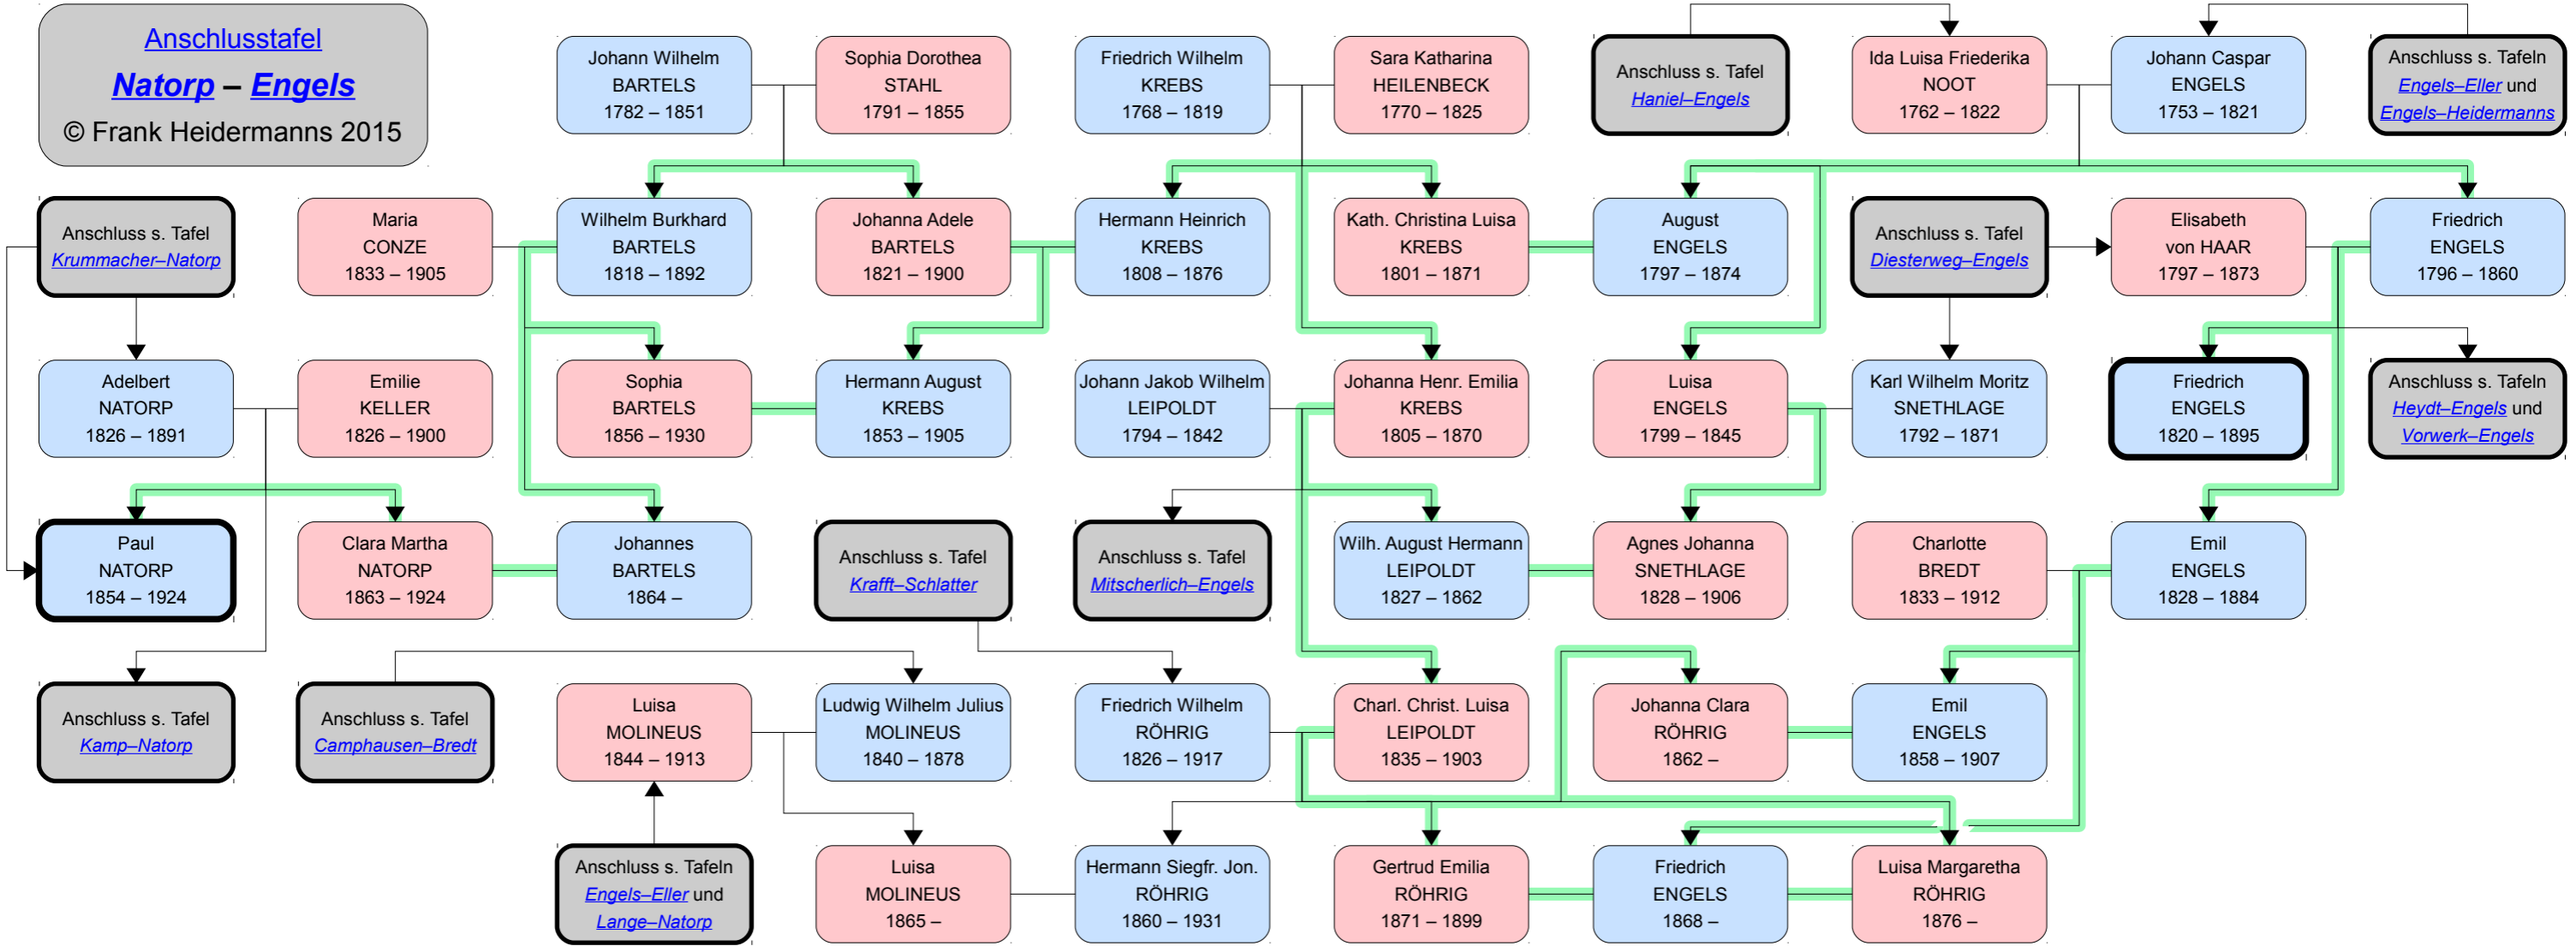 Anschlusstafel
Natorp – Engels
© Frank Heidermanns 2015
Johann Wilhelm
BARTELS
1782 – 1851
Sophia Dorothea
STAHL
1791 – 1855
Friedrich Wilhelm
KREBS
1768 – 1819
Sara Katharina
HEILENBECK
1770 – 1825
Anschluss s. Tafel
Haniel–Engels
Ida Luisa Friederika
NOOT
1762 – 1822
Johann Caspar
ENGELS
1753 – 1821
Anschluss s. Tafeln
Engels–Eller und
Engels–Heidermanns
Anschluss s. Tafel
Krummacher–Natorp
Maria
CONZE
1833 – 1905
Wilhelm Burkhard
BARTELS
1818 – 1892
Johanna Adele
BARTELS
1821 – 1900
Hermann Heinrich
KREBS
1808 – 1876
Kath. Christina Luisa
KREBS
1801 – 1871
August
ENGELS
1797 – 1874
Anschluss s. Tafel
Diesterweg–Engels
Elisabeth
von HAAR
1797 – 1873
Friedrich
ENGELS
1796 – 1860
Adelbert
NATORP
1826 – 1891
Emilie
KELLER
1826 – 1900
Sophia
BARTELS
1856 – 1930
Hermann August
KREBS
1853 – 1905
Johann Jakob Wilhelm
LEIPOLDT
1794 – 1842
Johanna Henr. Emilia
KREBS
1805 – 1870
Luisa
ENGELS
1799 – 1845
Karl Wilhelm Moritz
SNETHLAGE
1792 – 1871
Friedrich
ENGELS
1820 – 1895
Anschluss s. Tafeln
Heydt–Engels und
Vorwerk–Engels
Paul
NATORP
1854 – 1924
Clara Martha
NATORP
1863 – 1924
Johannes
BARTELS
1864 –
Anschluss s. Tafel
Krafft–Schlatter
Anschluss s. Tafel
Mitscherlich–Engels
Wilh. August Hermann
LEIPOLDT
1827 – 1862
Agnes Johanna
SNETHLAGE
1828 – 1906
Charlotte
BREDT
1833 – 1912
Emil
ENGELS
1828 – 1884
Anschluss s. Tafel
Kamp–Natorp
Anschluss s. Tafel
Camphausen–Bredt
Luisa
MOLINEUS
1844 – 1913
Ludwig Wilhelm Julius
MOLINEUS
1840 – 1878
Friedrich Wilhelm
RÖHRIG
1826 – 1917
Charl. Christ. Luisa
LEIPOLDT
1835 – 1903
Johanna Clara
RÖHRIG
1862 –
Emil
ENGELS
1858 – 1907
Anschluss s. Tafeln
Engels–Eller und
Lange–Natorp
Luisa
MOLINEUS
1865 –
Hermann Siegfr. Jon.
RÖHRIG
1860 – 1931
Gertrud Emilia
RÖHRIG
1871 – 1899
Friedrich
ENGELS
1868 –
Luisa Margaretha
RÖHRIG
1876 –